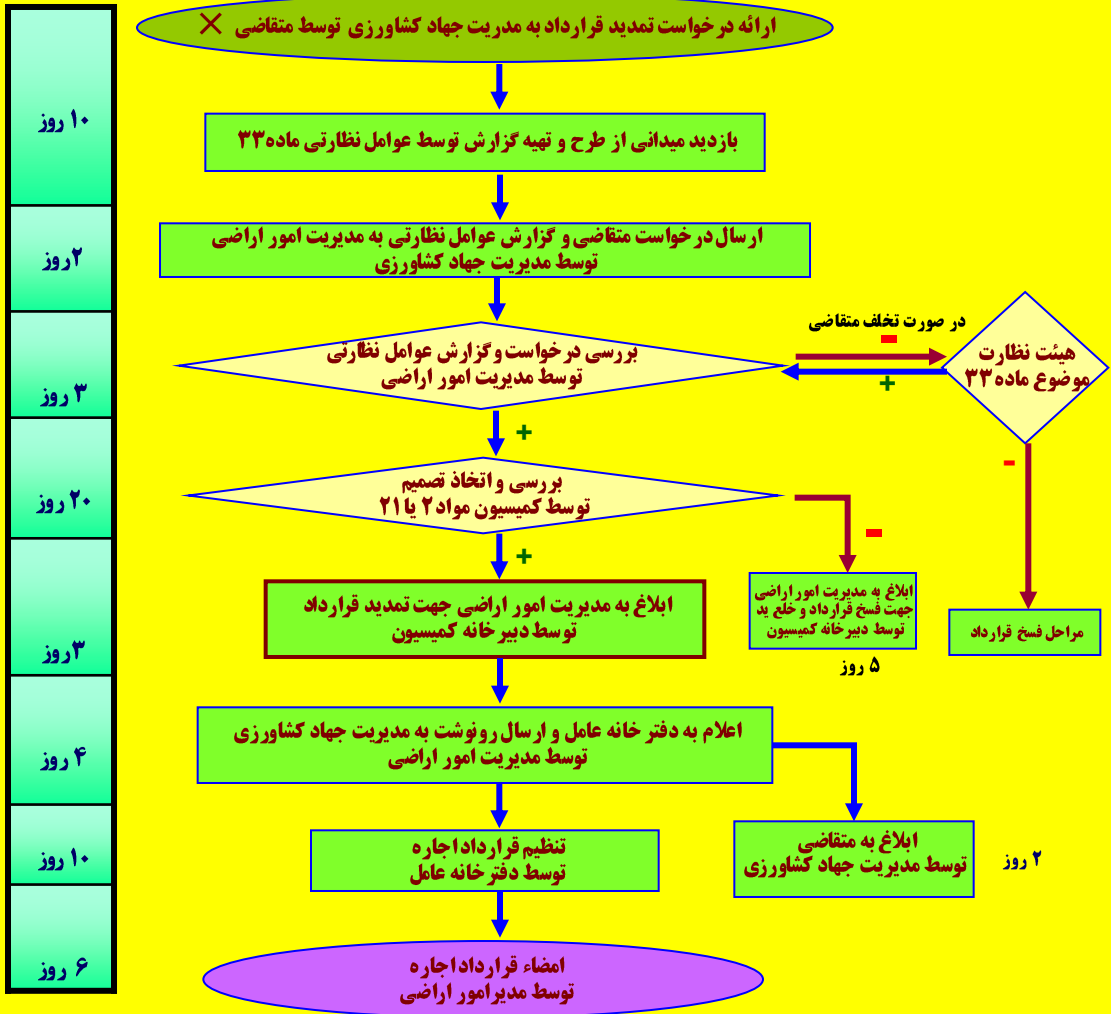 ارائه درخواست تمدید قرارداد به مدریت جهاد کشاورزی توسط متقاضی ×
۱۰ روز
بازدید میدانی از طرح و تهیه گزارش توسط عوامل نظارتی ماده۳۳
ارسال درخواست متقاضی و گزارش عوامل نظارتی به مدیریت امور اراضی
توسط مدیریت جهاد کشاورزی
۲روز
در صورت تخلف متقاضی
-
+
هیئت نظارت
موضوع ماده۳۳
بررسی درخواست وگزارش عوامل نظارتی
توسط مدیریت امور اراضی
۳ روز
+
-
بررسی و اتخاذ تصمیم
توسط کمیسیون مواد۲ یا۲۱
۲۰ روز
+
-
ابلاغ به مدیریت امور اراضی جهت تمدید قرارداد
توسط دبیرخانه کمیسیون
ابلاغ به مدیریت امور اراضی
جهت فسخ قرارداد و خلع ید
توسط دبیرخانه کمیسیون
۵ روز
مراحل فسخ قرارداد
۳روز
اعلام به دفتر خانه عامل و ارسال رونوشت به مدیریت جهاد کشاورزی
توسط مدیریت امور اراضی
۴ روز
تنظیم قرارداد اجاره
توسط دفترخانه عامل
ابلاغ به متقاضی
توسط مدیریت جهاد کشاورزی
۲ روز
۱۰ روز
امضاء قرارداد اجاره
توسط مدیرامور اراضی
۶ روز